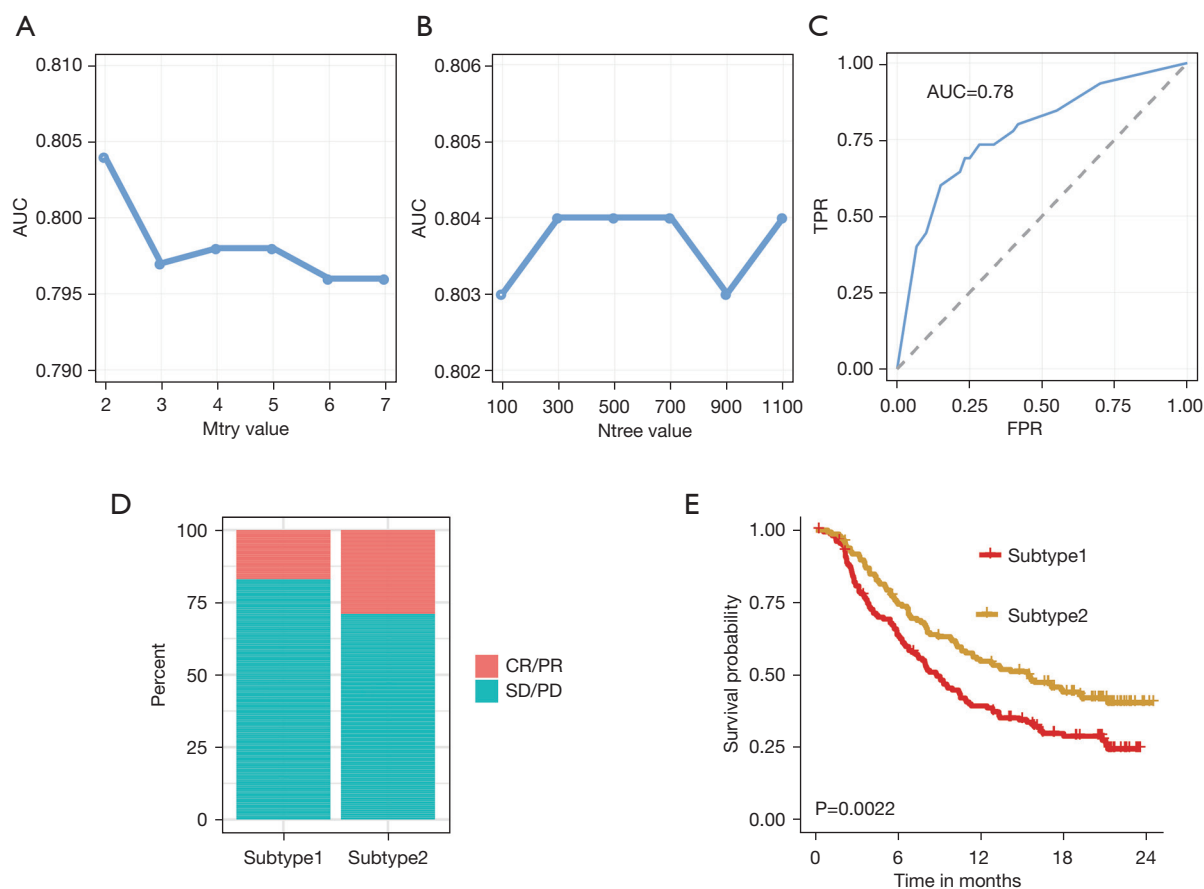 A
0.810
0.805
0.800
0.795
0.790
AUC
2 3 4 5 6 7
Mtry value
B
0.806
0.805
0.804
0.803
0.802
AUC
100 300 500 700 900 1100
Ntree value
C
1.00
0.75
0.50
0.25
0.00
TPR
AUC=0.78
0.00 0.25 0.50 0.75 1.00
FPR
D
100
75
50
25
0
Percent
Subtype1 Subtype2
CR/PR
SD/PD
E
1.00
0.75
0.50
0.25
0.00
Survival probability
Subtype1
Subtype2
P=0.0022
0 6 12 18 24
Time in months